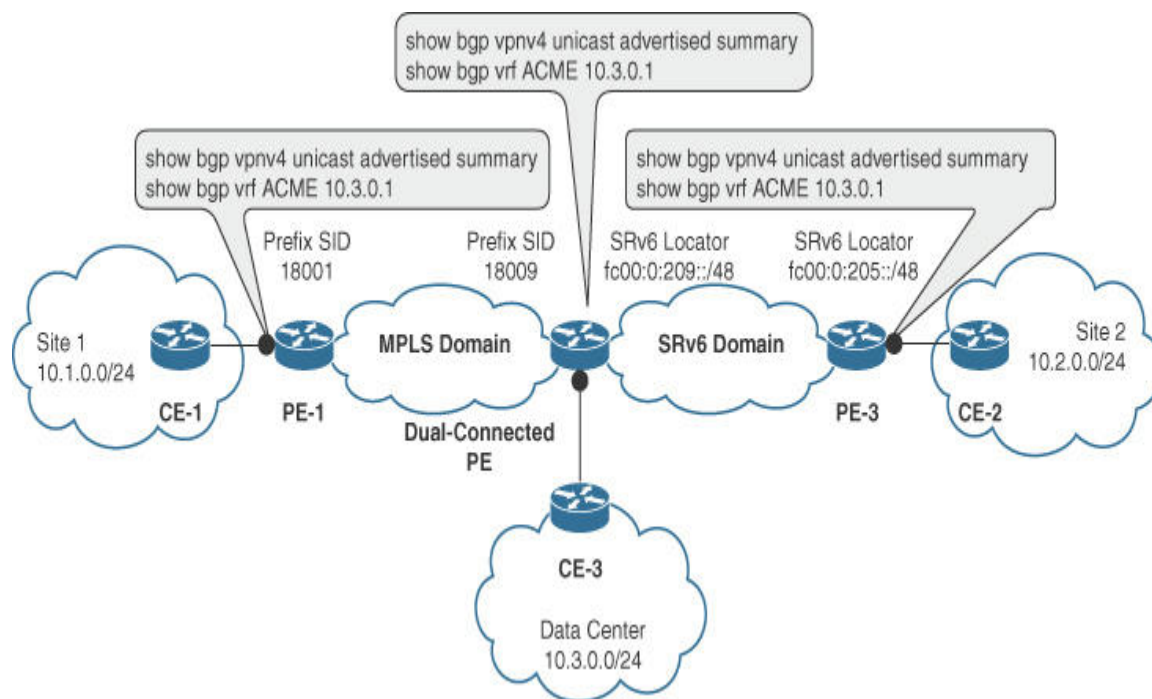 show bgp vpnv4 unicast advertised summary
show bgp vrf ACME 10.3.0.1
show bgp vpnv4 unicast advertised summary
show bgp vrf ACME 10.3.0.1
show bgp vpnv4 unicast advertised summary
show bgp vrf ACME 10.3.0.1
Prefix SID
18001
Prefix SID
18009
SRv6 Locator
fc00:0:209::/48
SRv6 Locator
fc00:0:205::/48
Site 1
10.1.0.0/24
CE-1
PE-1
MPLS Domain
Dual-Connected
PE
SRv6 Domain
PE-3
CE-2
Site 2
10.2.0.0/24
CE-3
Data Center
10.3.0.0/24